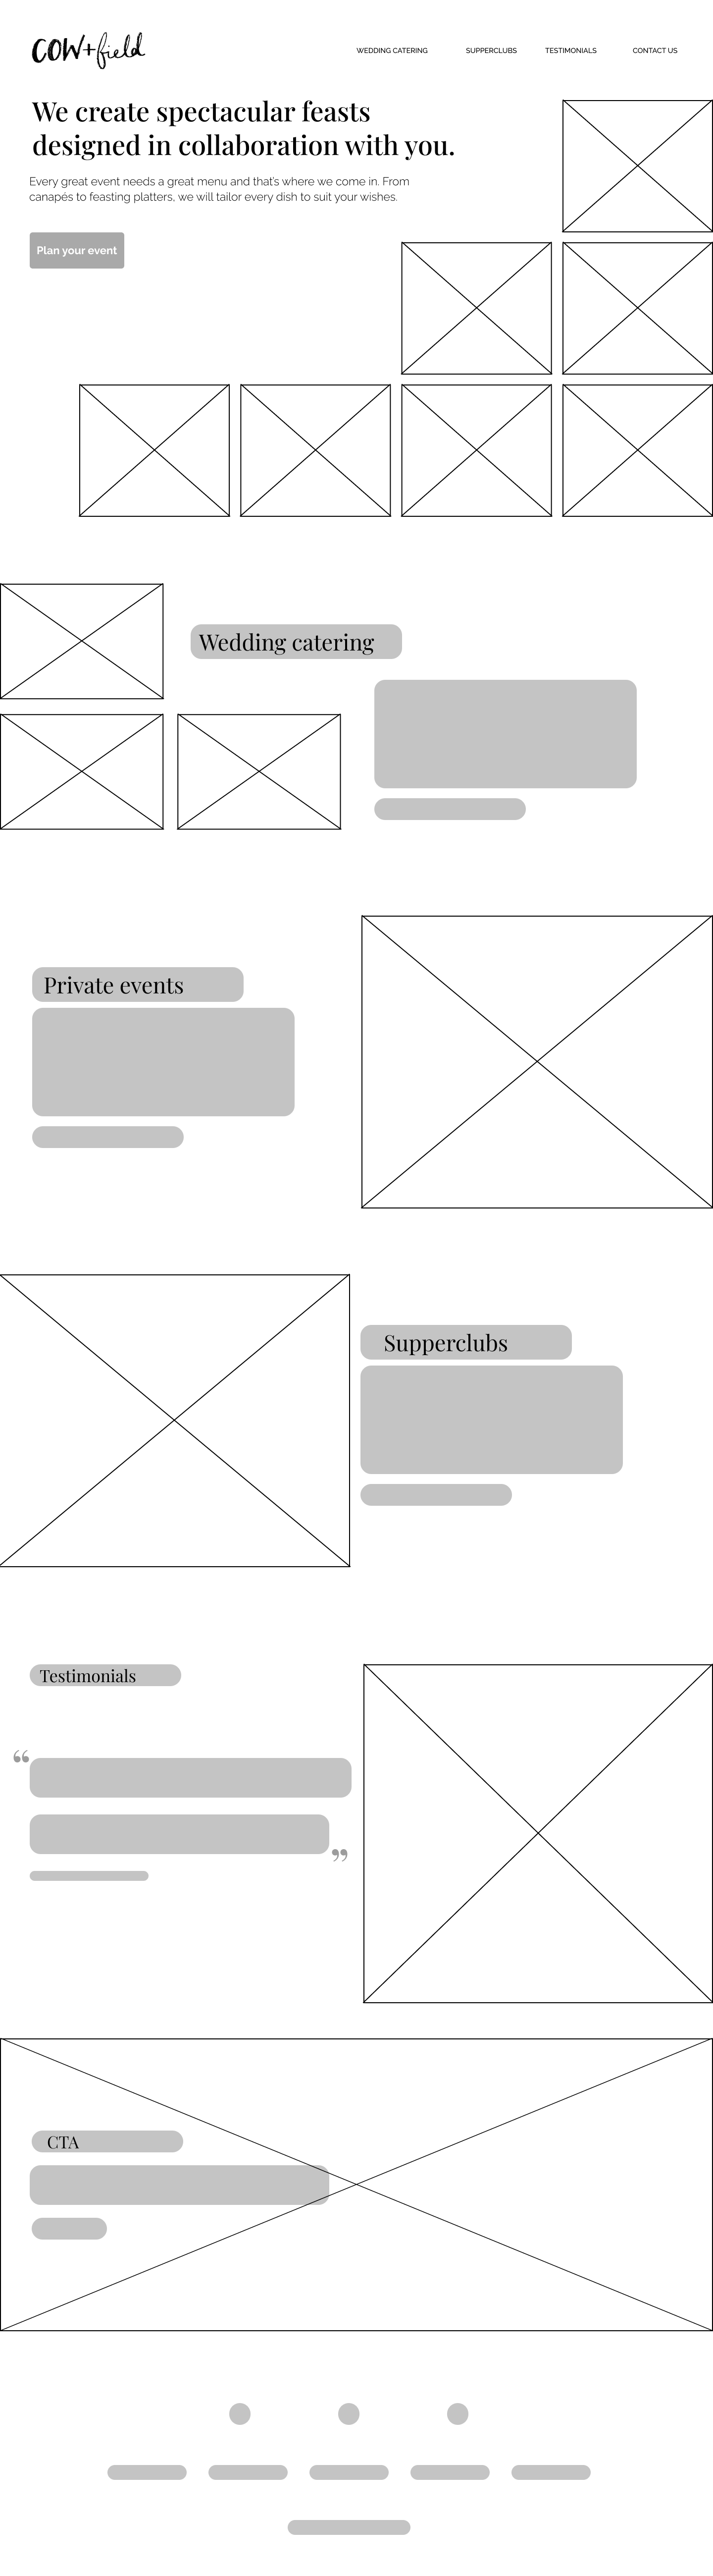 COW+field
WEDDING CATERING
SUPPERCLUBS
TESTIMONIALS
CONTACT US
We create spectacular feasts
designed in collaboration with you.
Every great event needs a great menu and that's where we come in. From
canapés to feasting platters, we will tailor every dish to suit your wishes.
Plan your event
Wedding catering
Private events
Supperclubs
Testimonials
“
”
CTA